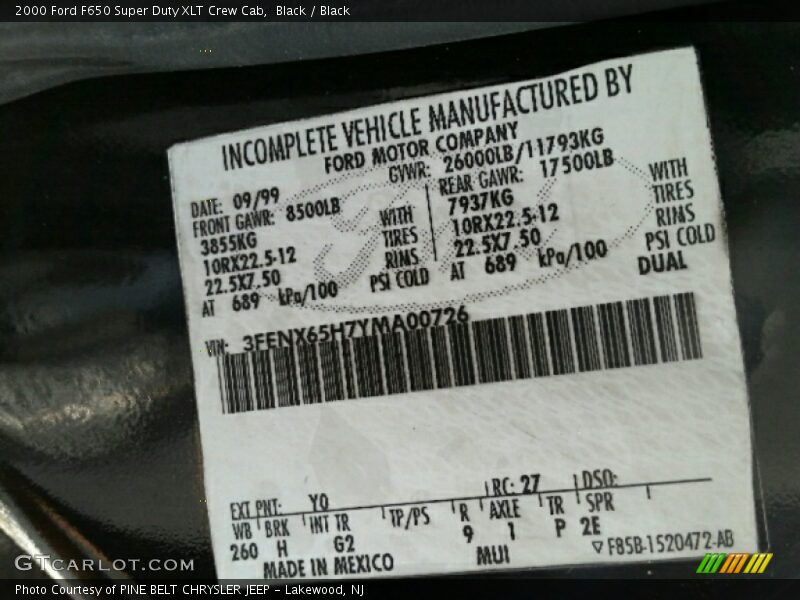 2000 Ford F650 Super Duty XLT Crew Cab,  Black / Black
INCOMPLETE VEHICLE MANUFACTURED BY
FORD MOTOR COMPANY
DATE: 09/99 GVWR: 26000LB/11793KG
FRONT GAWR: 8500LB REAR GAWR: 17500LB
3855KG WITH 7937KG WITH
10RX22.5-12 TIRES 10RX22.5-12 TIRES
22.5X7.50 RINS 22.5X7.50 RINS
AT 689 kPa/100 PSI COLD AT 689 kPa/100 PSI COLD
DUAL
VIN: 3FENX65H7YMA00726
EXT PNT: YO RC: 27 DSO:
WB BRK INT TR TP/PS R AXLE TR SPR
260 H G2 9 1 P 2E
MADE IN MEXICO MUI ▽F85B-1520472-AB
GTCARLOT.COM
Photo Courtesy of PINE BELT CHRYSLER JEEP - Lakewood, NJ